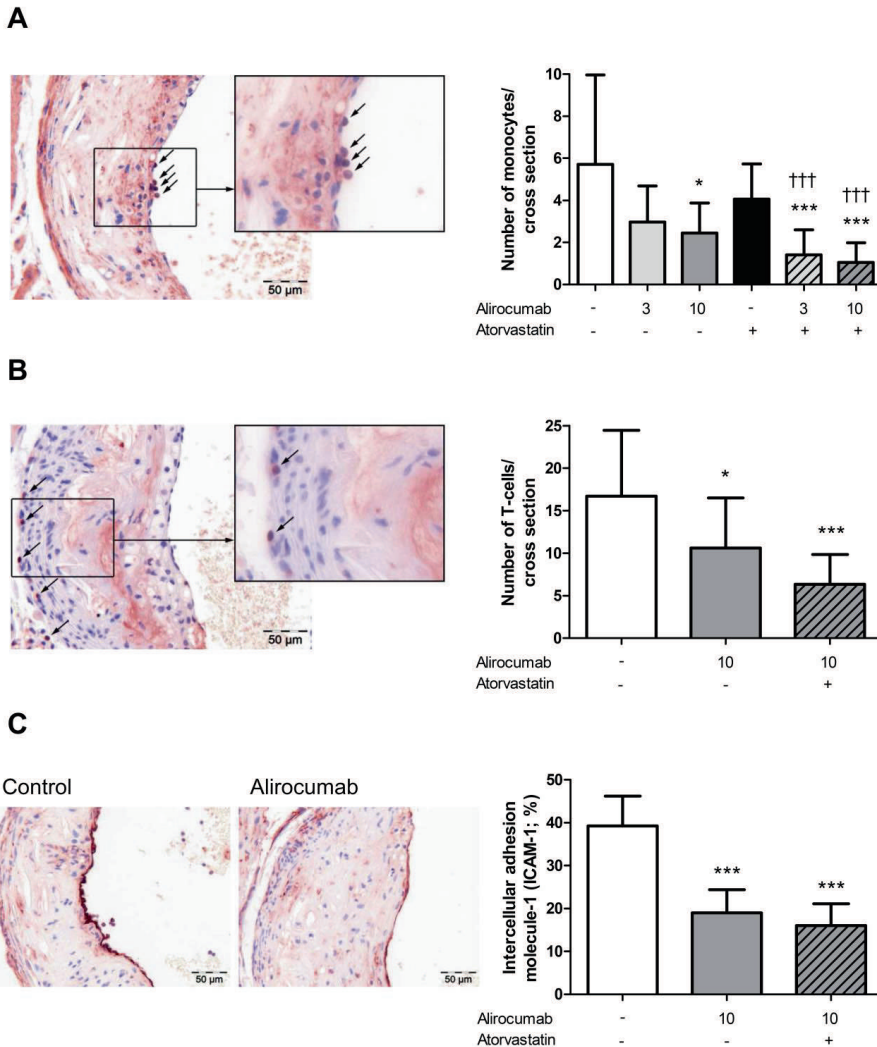 A
50 µm
Number of monocytes/
cross section
10
8
6
4
2
0
*
†††
***
†††
***
Alirocumab - 3 10 - 3 10
Atorvastatin - - - + + +
B
50 µm
Number of T-cells/
cross section
25
20
15
10
5
0
*
***
Alirocumab - 10 10
Atorvastatin - - +
C
Control
Alirocumab
50 µm
50 µm
Intercellular adhesion
molecule-1 (ICAM-1; %)
50
40
30
20
10
0
***
***
Alirocumab - 10 10
Atorvastatin - - +